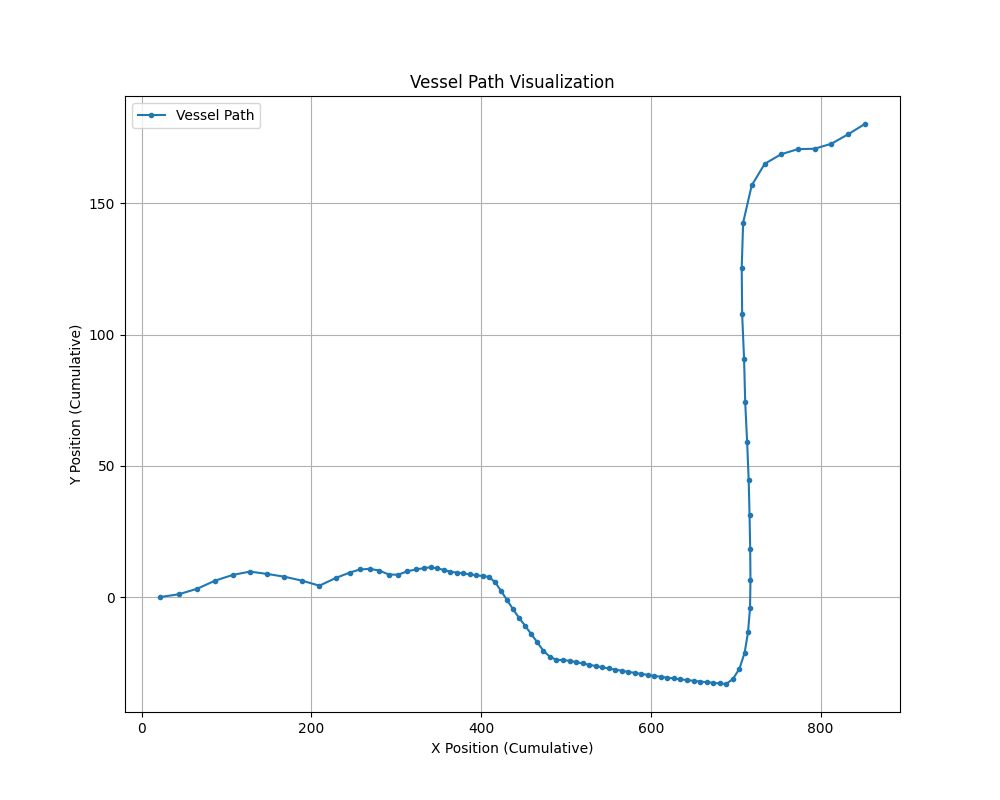 Vessel Path Visualization
Vessel Path
Y Position (Cumulative)
150
100
50
0
0 200 400 600 800
X Position (Cumulative)